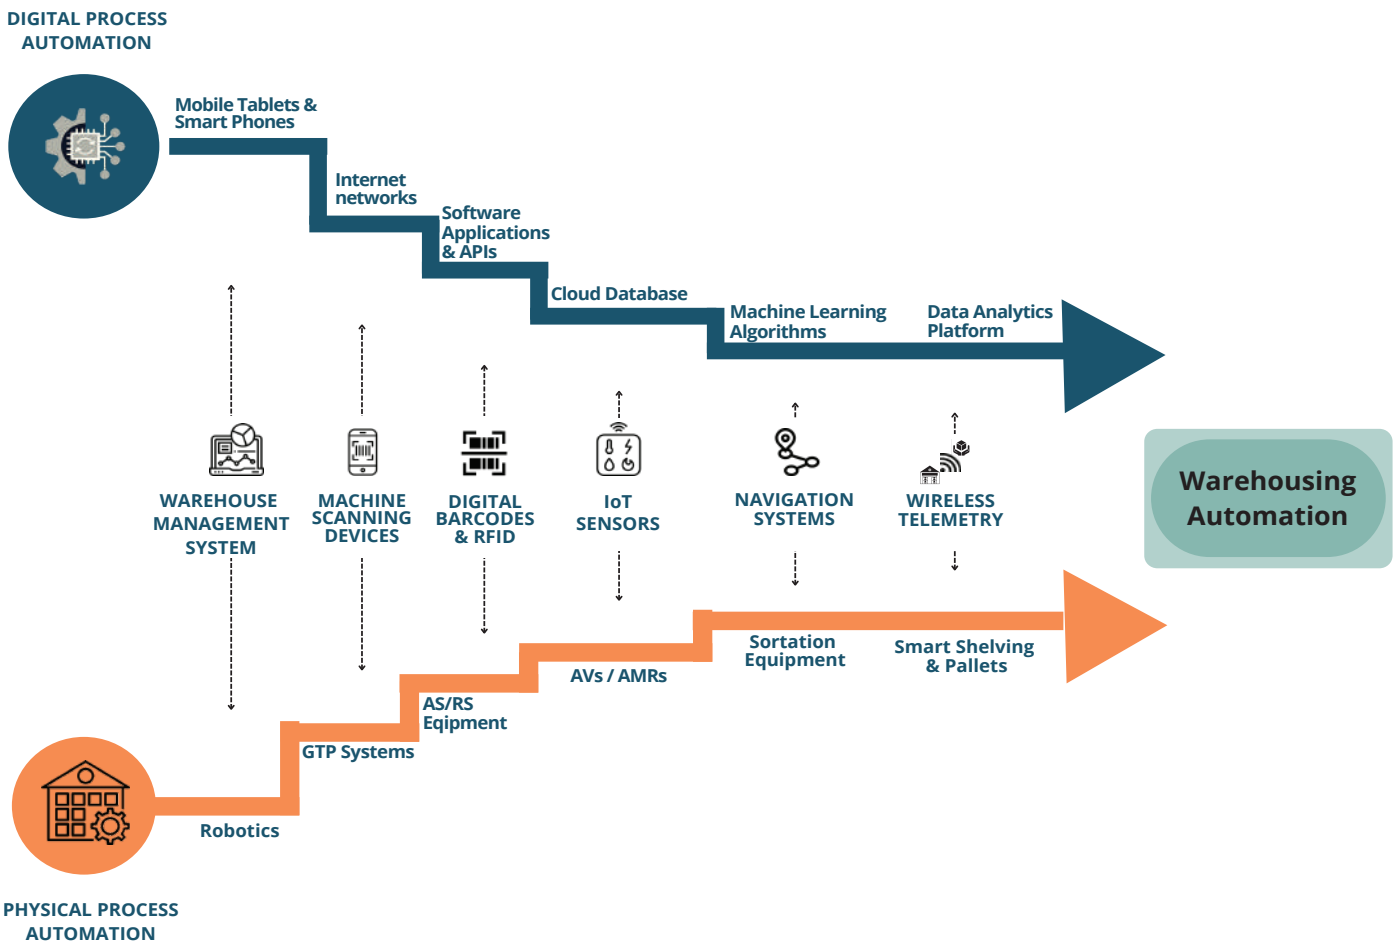 DIGITAL PROCESS
AUTOMATION
Mobile Tablets &
Smart Phones
Internet
networks
Software
Applications
& APIs
Cloud Database
Machine Learning
Algorithms
Data Analytics
Platform
WAREHOUSE
MANAGEMENT
SYSTEM
MACHINE
SCANNING
DEVICES
DIGITAL
BARCODES
& RFID
IoT
SENSORS
NAVIGATION
SYSTEMS
WIRELESS
TELEMETRY
Warehousing
Automation
Sortation
Equipment
Smart Shelving
& Pallets
AVs / AMRs
AS/RS
Eqipment
GTP Systems
Robotics
PHYSICAL PROCESS
AUTOMATION